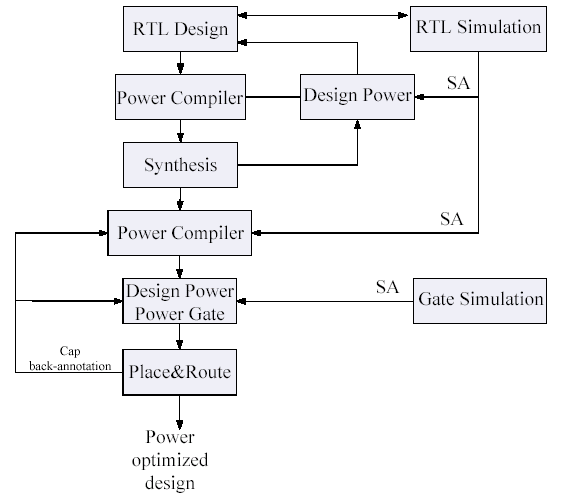 RTL Design
RTL Simulation
Power Compiler
Design Power
SA
Synthesis
Power Compiler
SA
Design Power
Power Gate
SA
Gate Simulation
Cap
back-annotation
Place&Route
Power
optimized
design